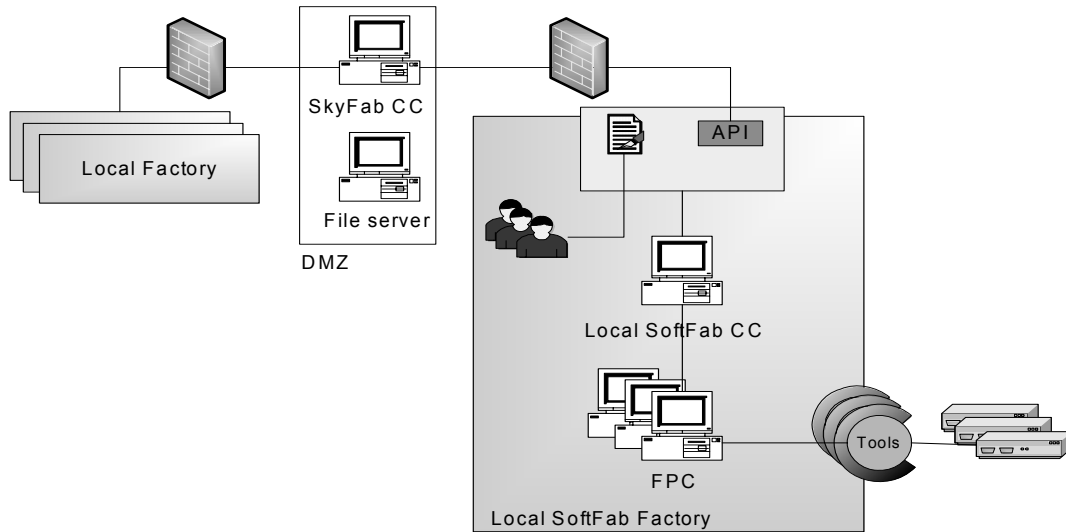 SkyFab CC
API
Local Factory
File server
DMZ
Local SoftFab CC
Tools
FPC
Local SoftFab Factory